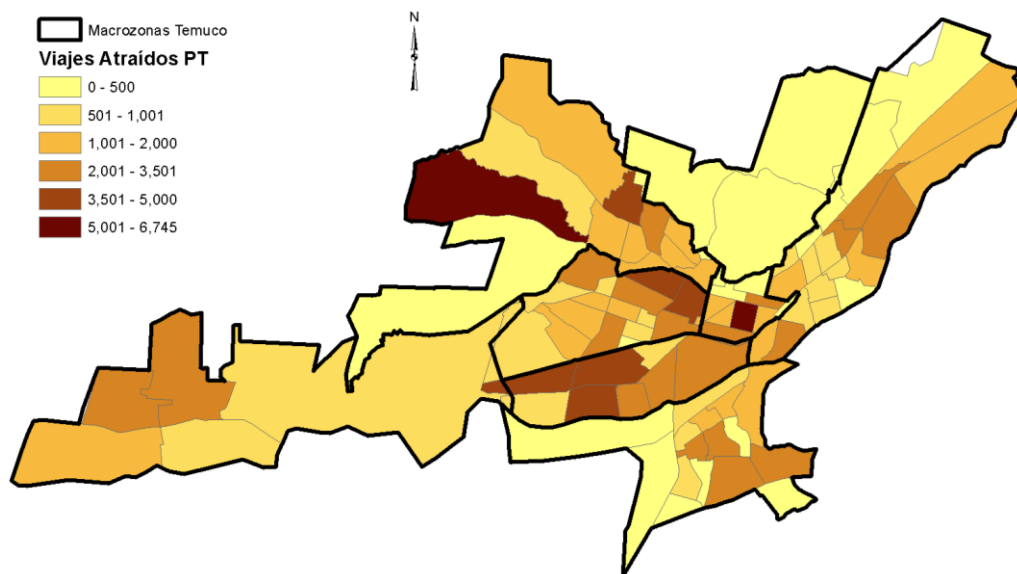 N
Macrozonas Temuco
Viajes Atraídos PT
0 - 500
501 - 1,001
1,001 - 2,000
2,001 - 3,501
3,501 - 5,000
5,001 - 6,745